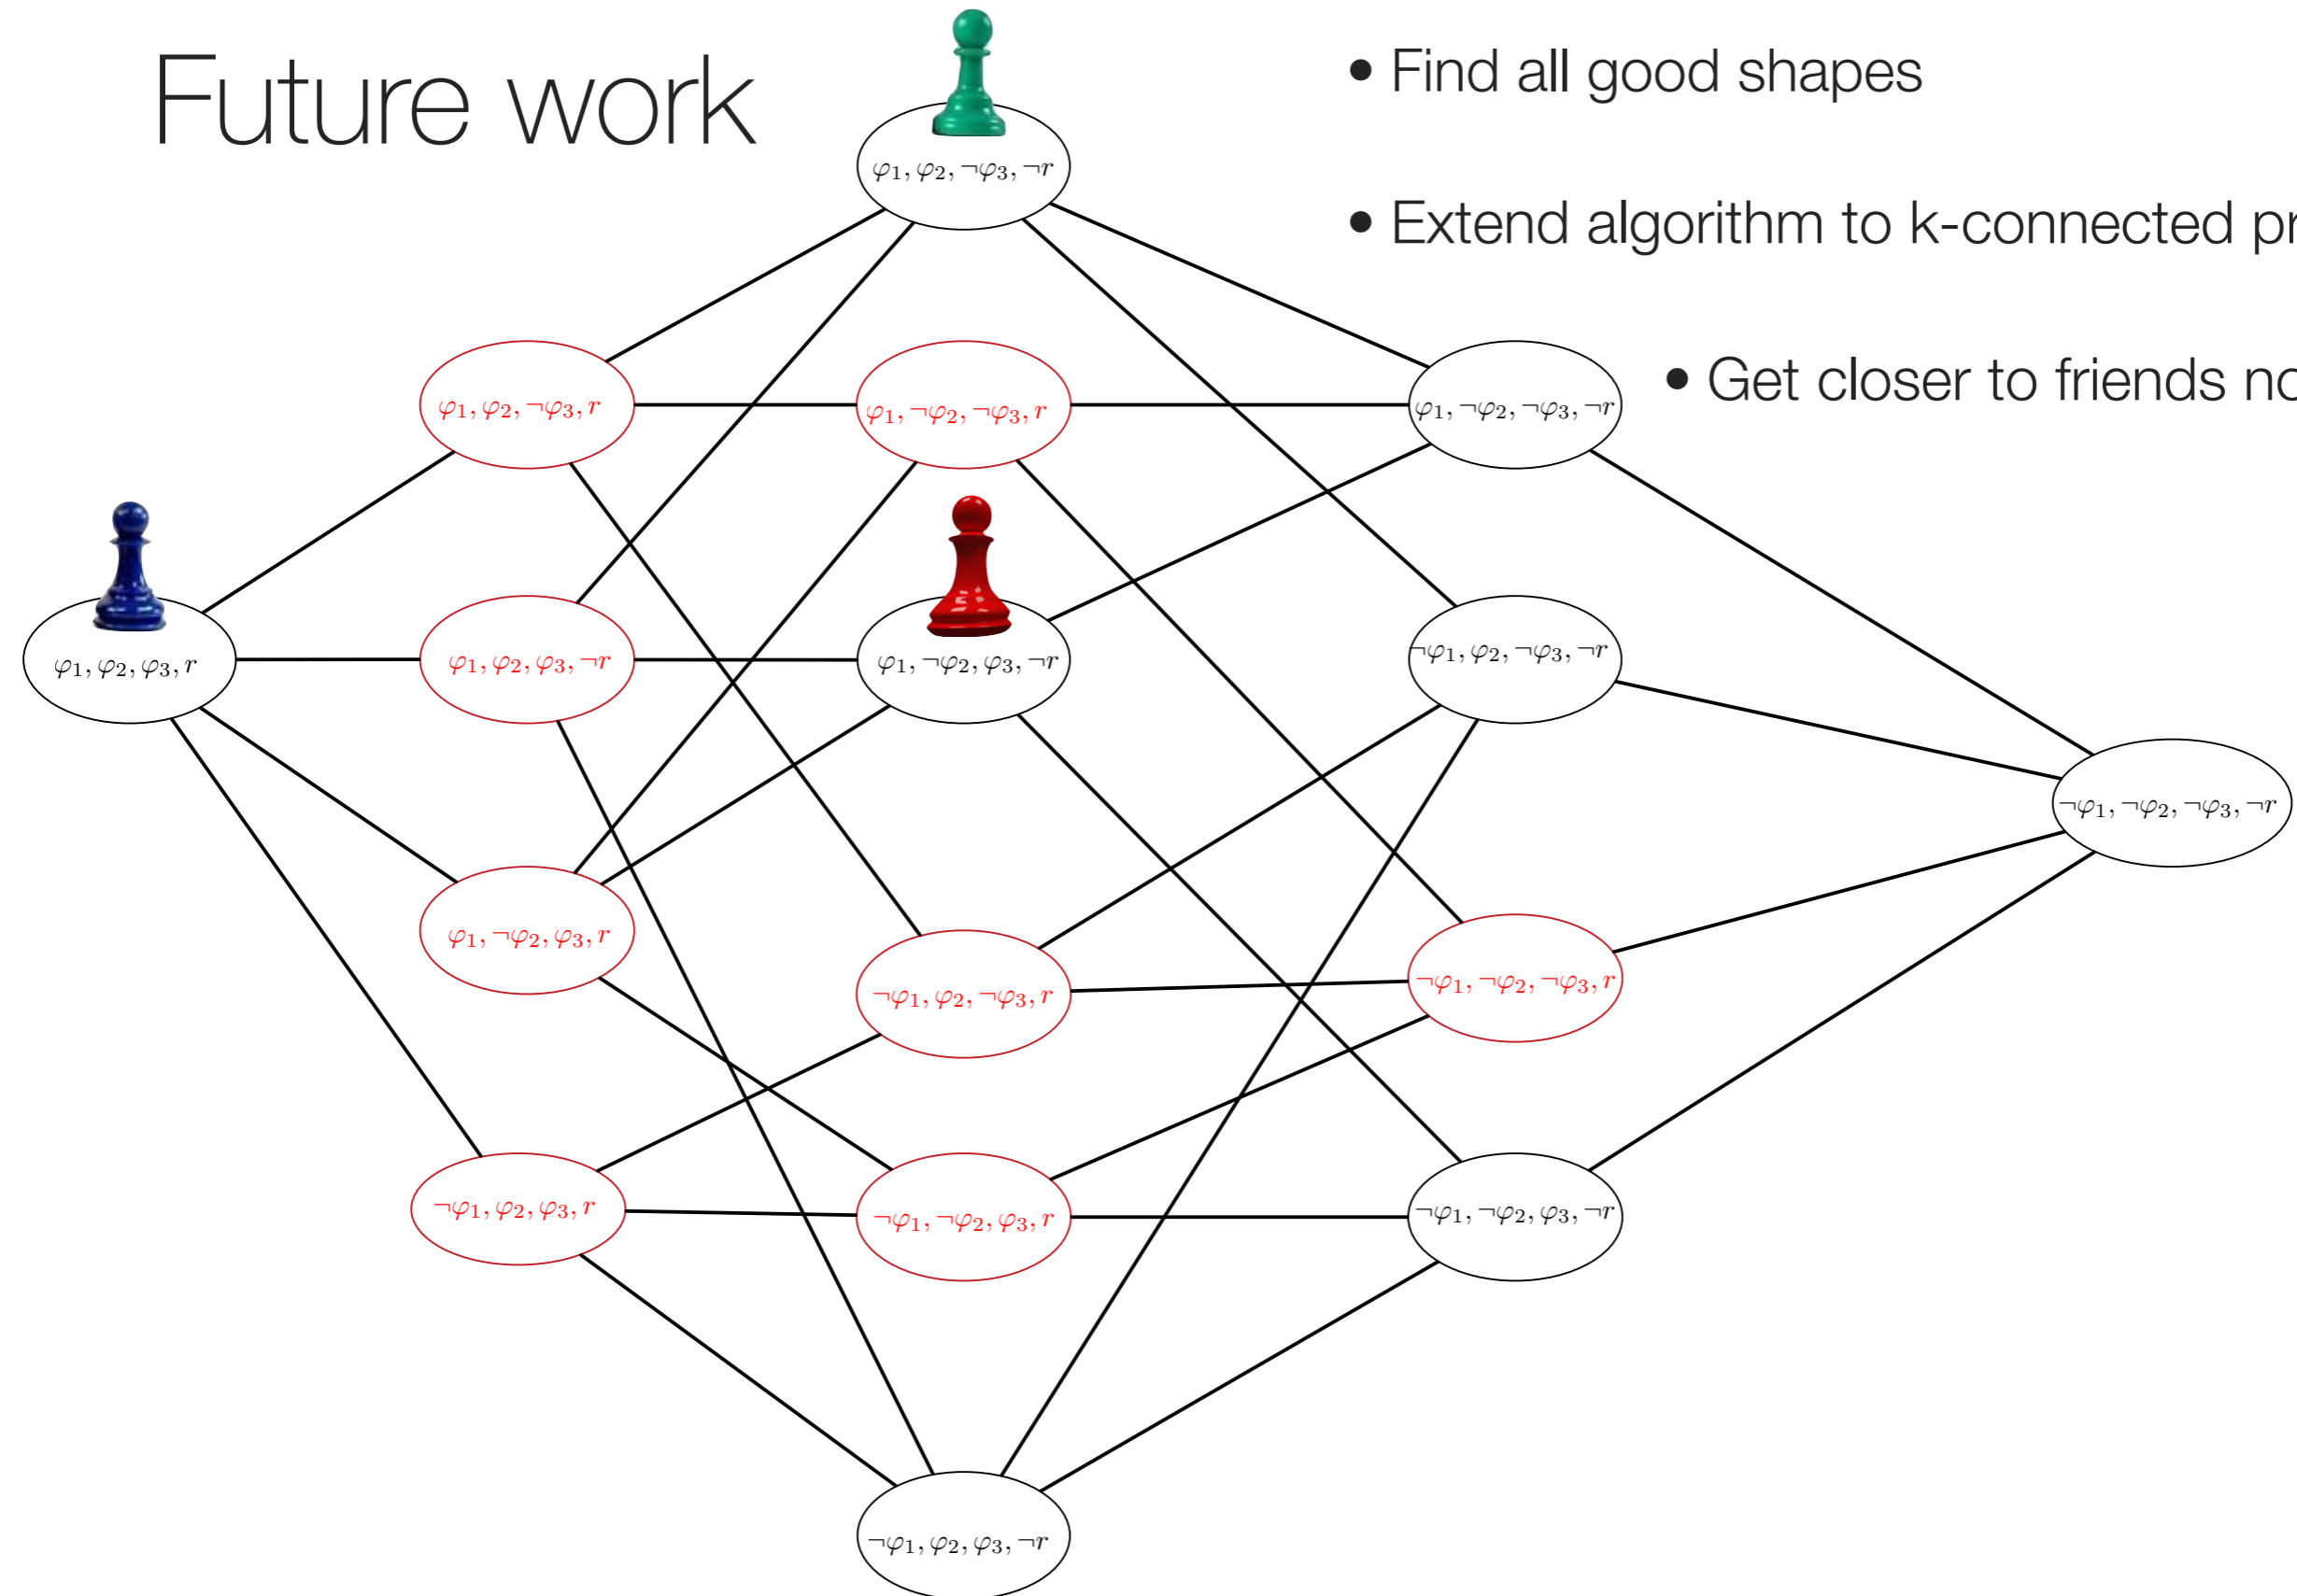 Future work
• Find all good shapes
• Extend algorithm to k-connected
• Get closer to friends
φ₁, φ₂, ¬φ₃, ¬r
φ₁, φ₂, ¬φ₃, r
φ₁, ¬φ₂, ¬φ₃, r
φ₁, ¬φ₂, ¬φ₃, ¬r
φ₁, φ₂, φ₃, r
φ₁, φ₂, φ₃, ¬r
φ₁, ¬φ₂, φ₃, ¬r
¬φ₁, φ₂, ¬φ₃, ¬r
¬φ₁, ¬φ₂, ¬φ₃, ¬r
φ₁, ¬φ₂, φ₃, r
¬φ₁, φ₂, ¬φ₃, r
¬φ₁, ¬φ₂, ¬φ₃, r
¬φ₁, φ₂, φ₃, r
¬φ₁, ¬φ₂, φ₃, r
¬φ₁, ¬φ₂, φ₃, ¬r
¬φ₁, φ₂, φ₃, ¬r